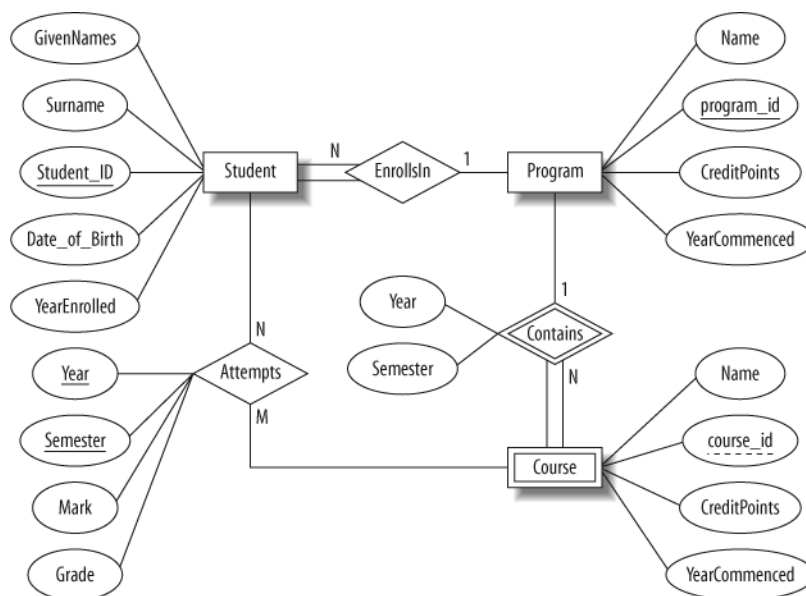 GivenNames
Surname
Student_ID
Date_of_Birth
YearEnrolled
Student
N
EnrollsIn
1
Program
Name
program_id
CreditPoints
YearCommenced
N
Attempts
M
Year
Semester
Mark
Grade
1
Year
Semester
Contains
N
Course
Name
course_id
CreditPoints
YearCommenced